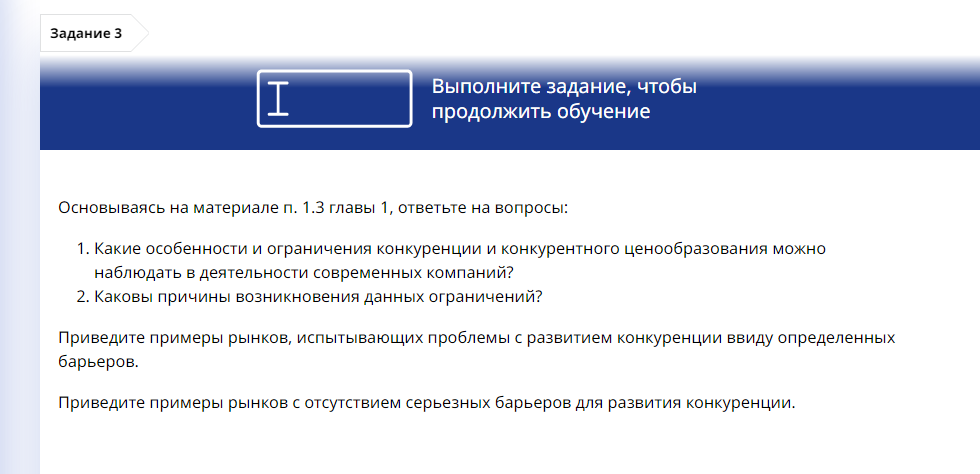 Задание 3
Выполните задание, чтобы
продолжить обучение
Основываясь на материале п. 1.3 главы 1, ответьте на вопросы:
1. Какие особенности и ограничения конкуренции и конкурентного ценообразования можно
наблюдать в деятельности современных компаний?
2. Каковы причины возникновения данных ограничений?
Приведите примеры рынков, испытывающих проблемы с развитием конкуренции ввиду определенных
барьеров.
Приведите примеры рынков с отсутствием серьезных барьеров для развития конкуренции.